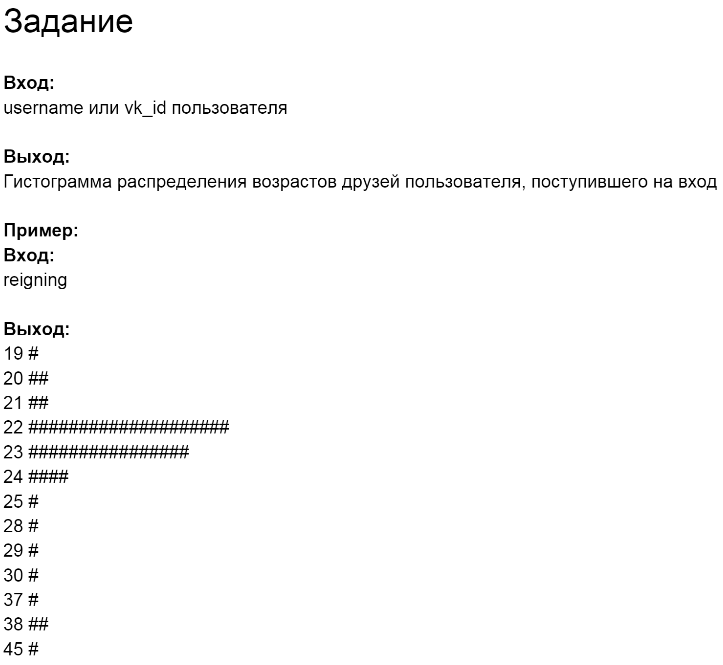 Задание
Вход:
username или vk_id пользователя
Выход:
Гистограмма распределения возрастов друзей пользователя, поступившего на вход
Пример:
Вход:
reigning
Выход:
19 #
20 ##
21 ##
22 ####################
23 ################
24 ####
25 #
28 #
29 #
30 #
37 #
38 ##
45 #